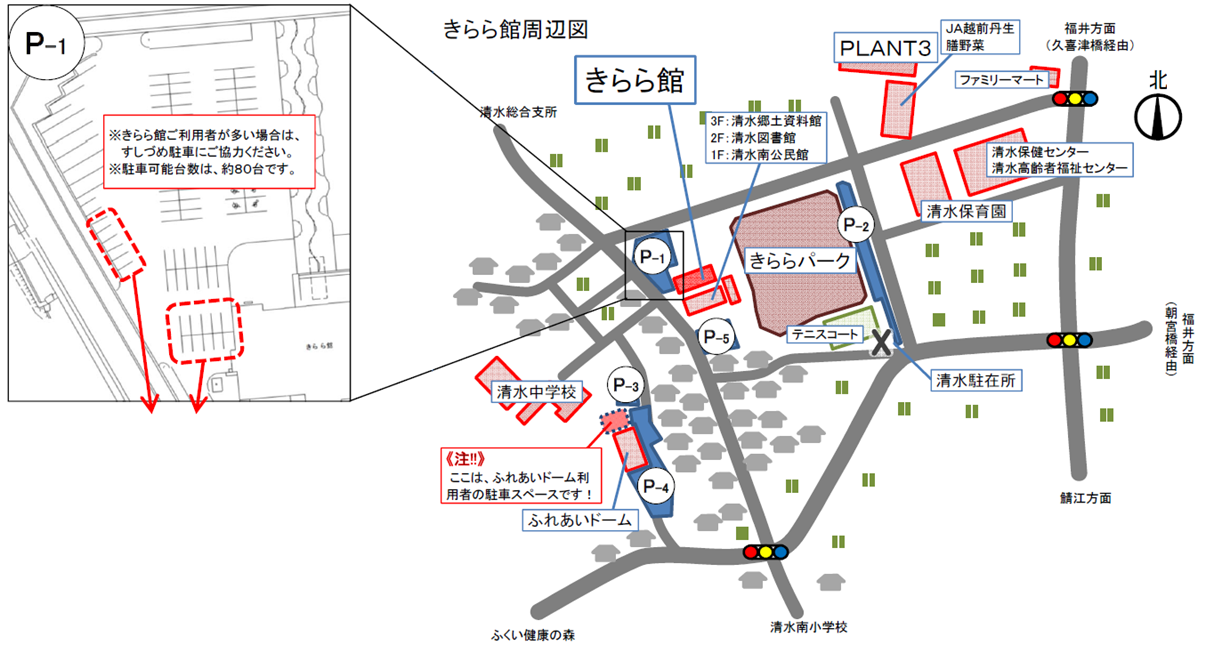 P-1
※きらら館ご利用者が多い場合は、
すしづめ駐車にご協力ください。
※駐車可能台数は、約80台です。
きらら館
きらら館周辺図
清水総合支所
きらら館
3F:清水郷土資料館
2F:清水図書館
1F:清水南公民館
PLANT3
JA越前丹生
膳野菜
ファミリーマート
福井方面
(久喜津橋経由)
北
清水保健センター
清水高齢者福祉センター
清水保育園
P-2
P-1
きららパーク
P-5
テニスコート
福井方面
(朝宮橋経由)
清水駐在所
清水中学校
P-3
《注!!》
ここは、ふれあいドーム利
用者の駐車スペースです!
P-4
ふれあいドーム
鯖江方面
ふくい健康の森
清水南小学校